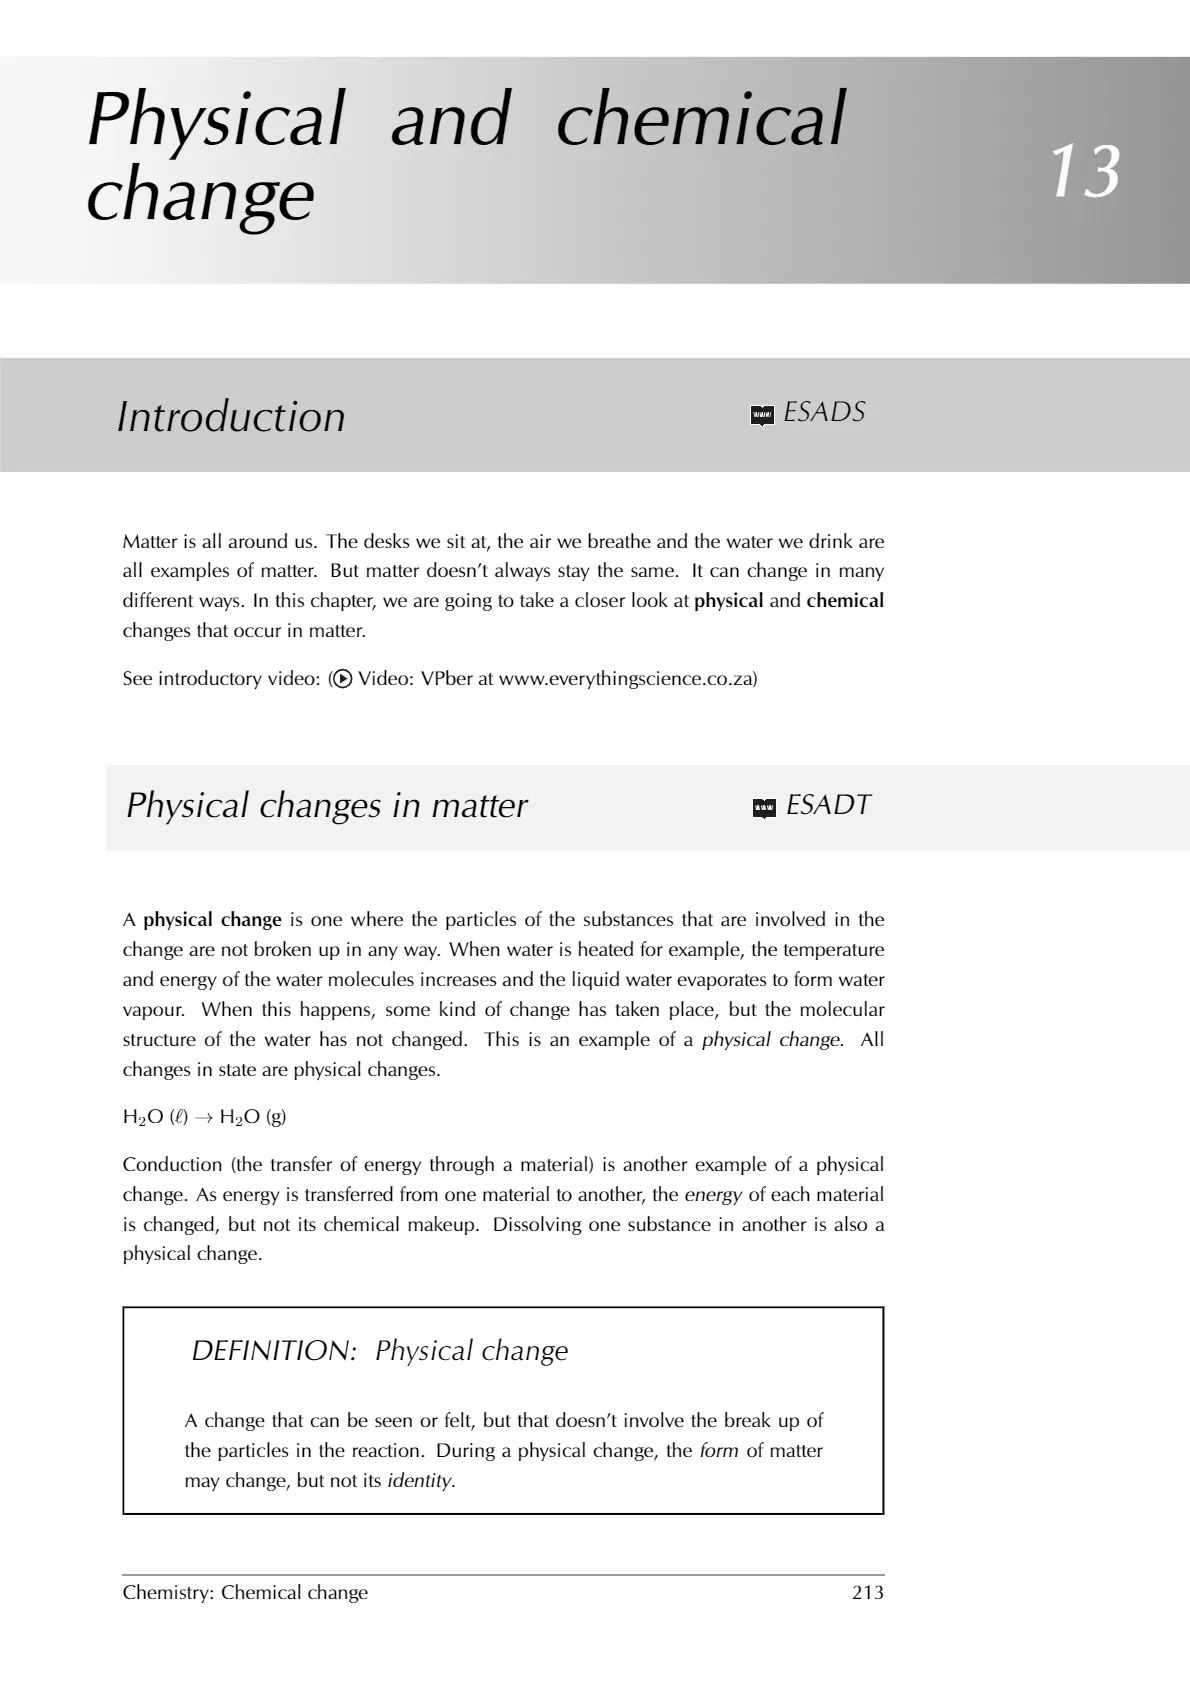 Physical and chemical
change
13
Introduction
www ESADS
Matter is all around us. The desks we sit at, the air we breathe and the water we drink are
all examples of matter. But matter doesn’t always stay the same. It can change in many
different ways. In this chapter, we are going to take a closer look at physical and chemical
changes that occur in matter.
See introductory video: (▶ Video: VPber at www.everythingscience.co.za)
Physical changes in matter
www ESADT
A physical change is one where the particles of the substances that are involved in the
change are not broken up in any way. When water is heated for example, the temperature
and energy of the water molecules increases and the liquid water evaporates to form water
vapour. When this happens, some kind of change has taken place, but the molecular
structure of the water has not changed. This is an example of a physical change. All
changes in state are physical changes.
H₂O (ℓ) → H₂O (g)
Conduction (the transfer of energy through a material) is another example of a physical
change. As energy is transferred from one material to another, the energy of each material
is changed, but not its chemical makeup. Dissolving one substance in another is also a
physical change.
DEFINITION: Physical change
A change that can be seen or felt, but that doesn’t involve the break up of
the particles in the reaction. During a physical change, the form of matter
may change, but not its identity.
Chemistry: Chemical change
213